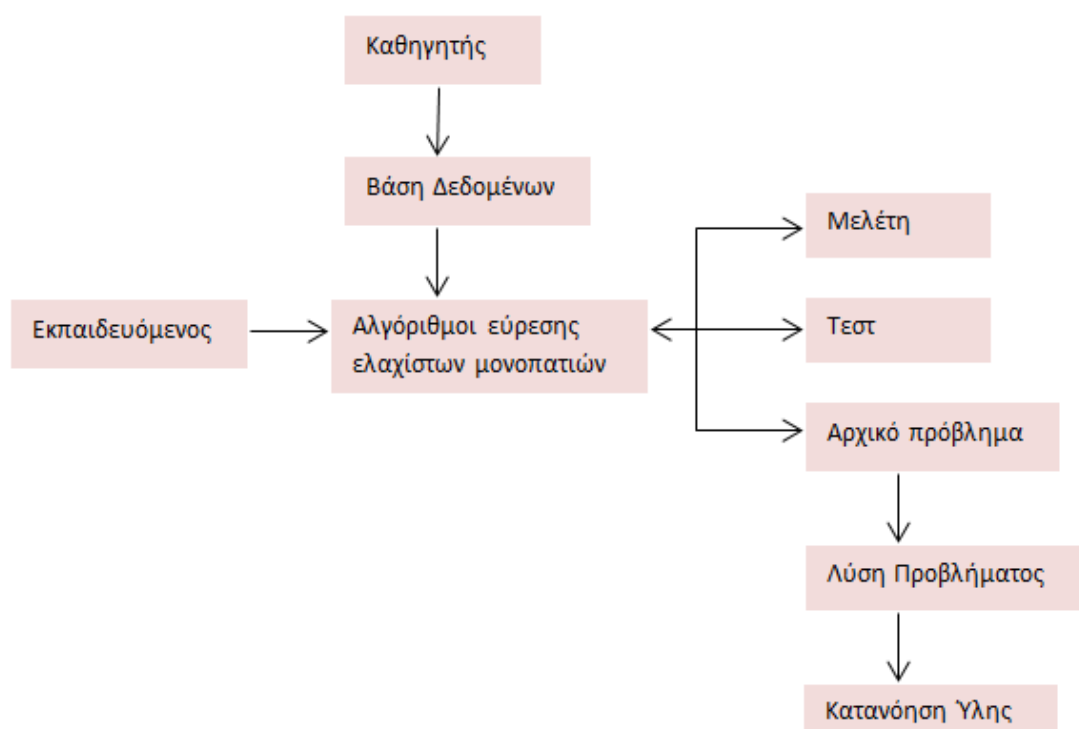 Καθηγητής
Βάση Δεδομένων
Μελέτη
Εκπαιδευόμενος
Αλγόριθμοι εύρεσης
ελαχίστων μονοπατιών
Τεστ
Αρχικό πρόβλημα
Λύση Προβλήματος
Κατανόηση Ύλης